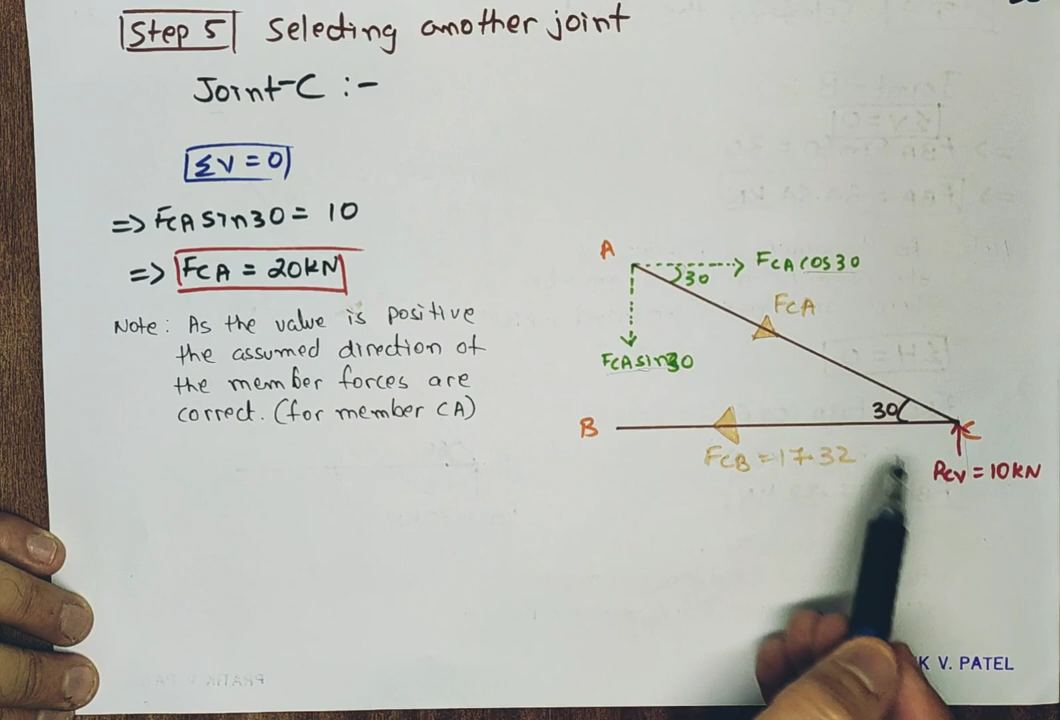 Step 5 Selecting another joint
Joint-C :-
ΣV = 0
=> FCA sin30 = 10
=> FCA = 20kN
Note: As the value is positive
the assumed direction of
the member forces are
correct. (for member CA)
A
FCA cos30
30
FCA
FCA sin30
30
B
C
FCB = 17.32
RCV = 10kN
K V. PATEL